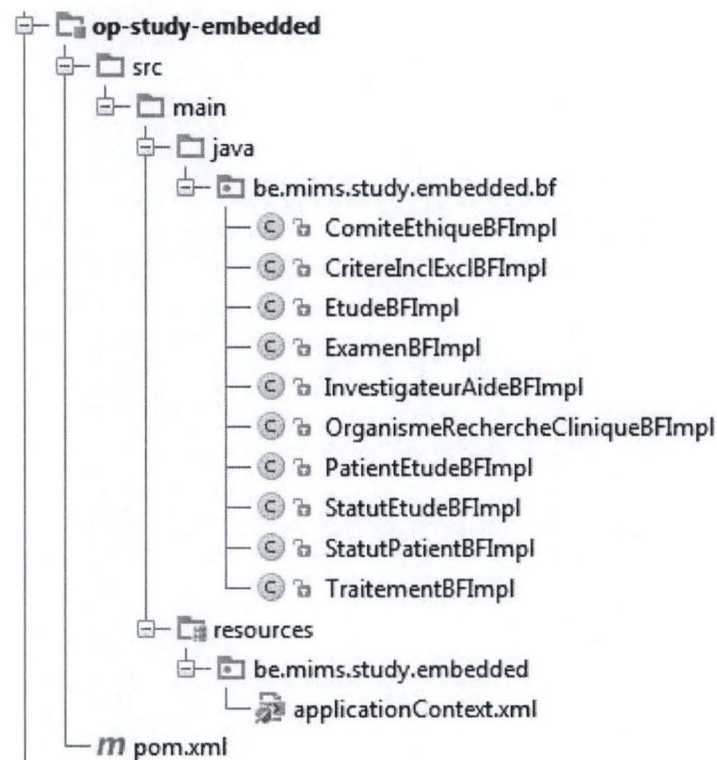 op-study-embedded
src
main
java
be.mims.study.embedded.bf
C ComiteEthiqueBFImpl
C CritereInclExclBFImpl
C EtudeBFImpl
C ExamenBFImpl
C InvestigateurAideBFImpl
C OrganismeRechercheCliniqueBFImpl
C PatientEtudeBFImpl
C StatutEtudeBFImpl
C StatutPatientBFImpl
C TraitementBFImpl
resources
be.mims.study.embedded
applicationContext.xml
m pom.xml